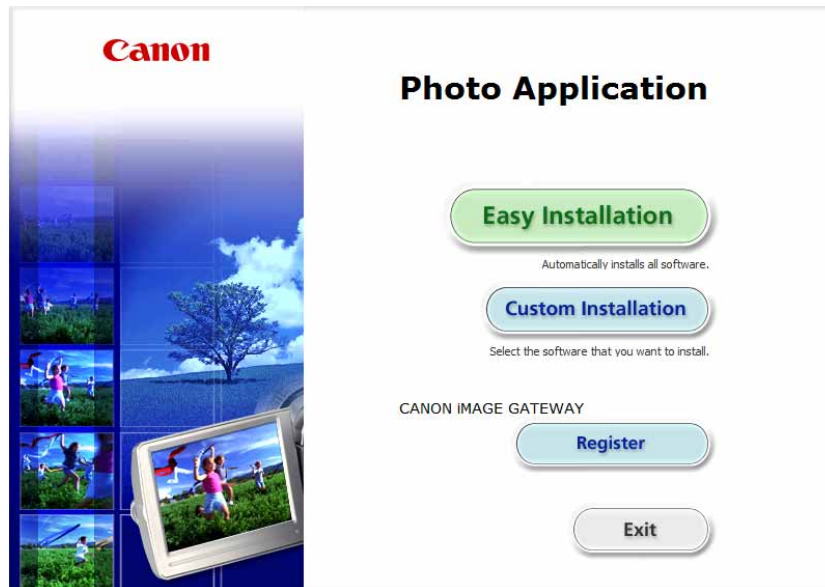 Canon
Photo Application
Easy Installation
Automatically installs all software.
Custom Installation
Select the software that you want to install.
CANON iMAGE GATEWAY
Register
Exit